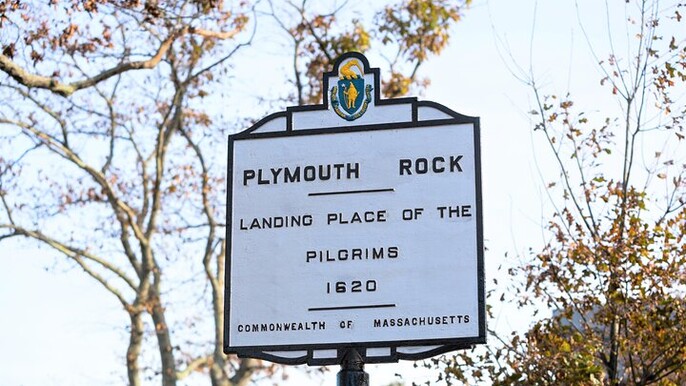 PLYMOUTH ROCK
LANDING PLACE OF THE
PILGRIMS
1620
COMMONWEALTH OF MASSACHUSETTS